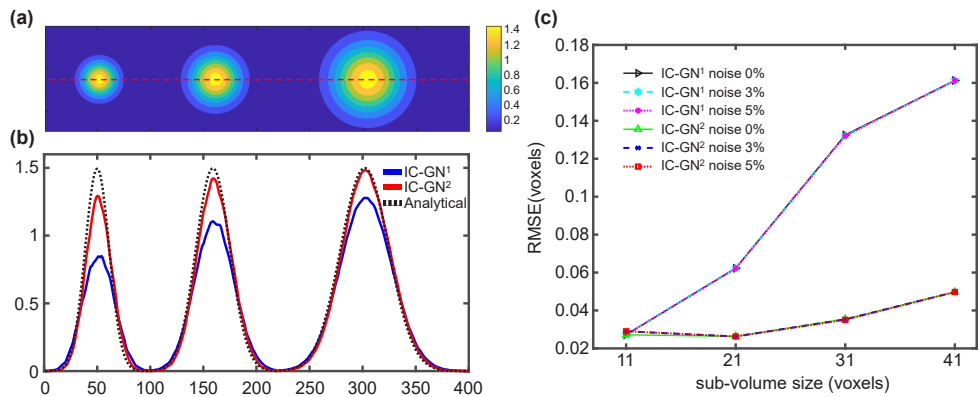 (a)
1.4
1.2
1
0.8
0.6
0.4
0.2
(b)
1.5
1
0.5
0
IC-GN¹
IC-GN²
Analytical
0 50 100 150 200 250 300 350 400
(c)
0.18
0.16
0.14
0.12
0.1
0.08
0.06
0.04
0.02
RMSE(voxels)
IC-GN¹ noise 0%
IC-GN¹ noise 3%
IC-GN¹ noise 5%
IC-GN² noise 0%
IC-GN² noise 3%
IC-GN² noise 5%
11 21 31 41
sub-volume size (voxels)